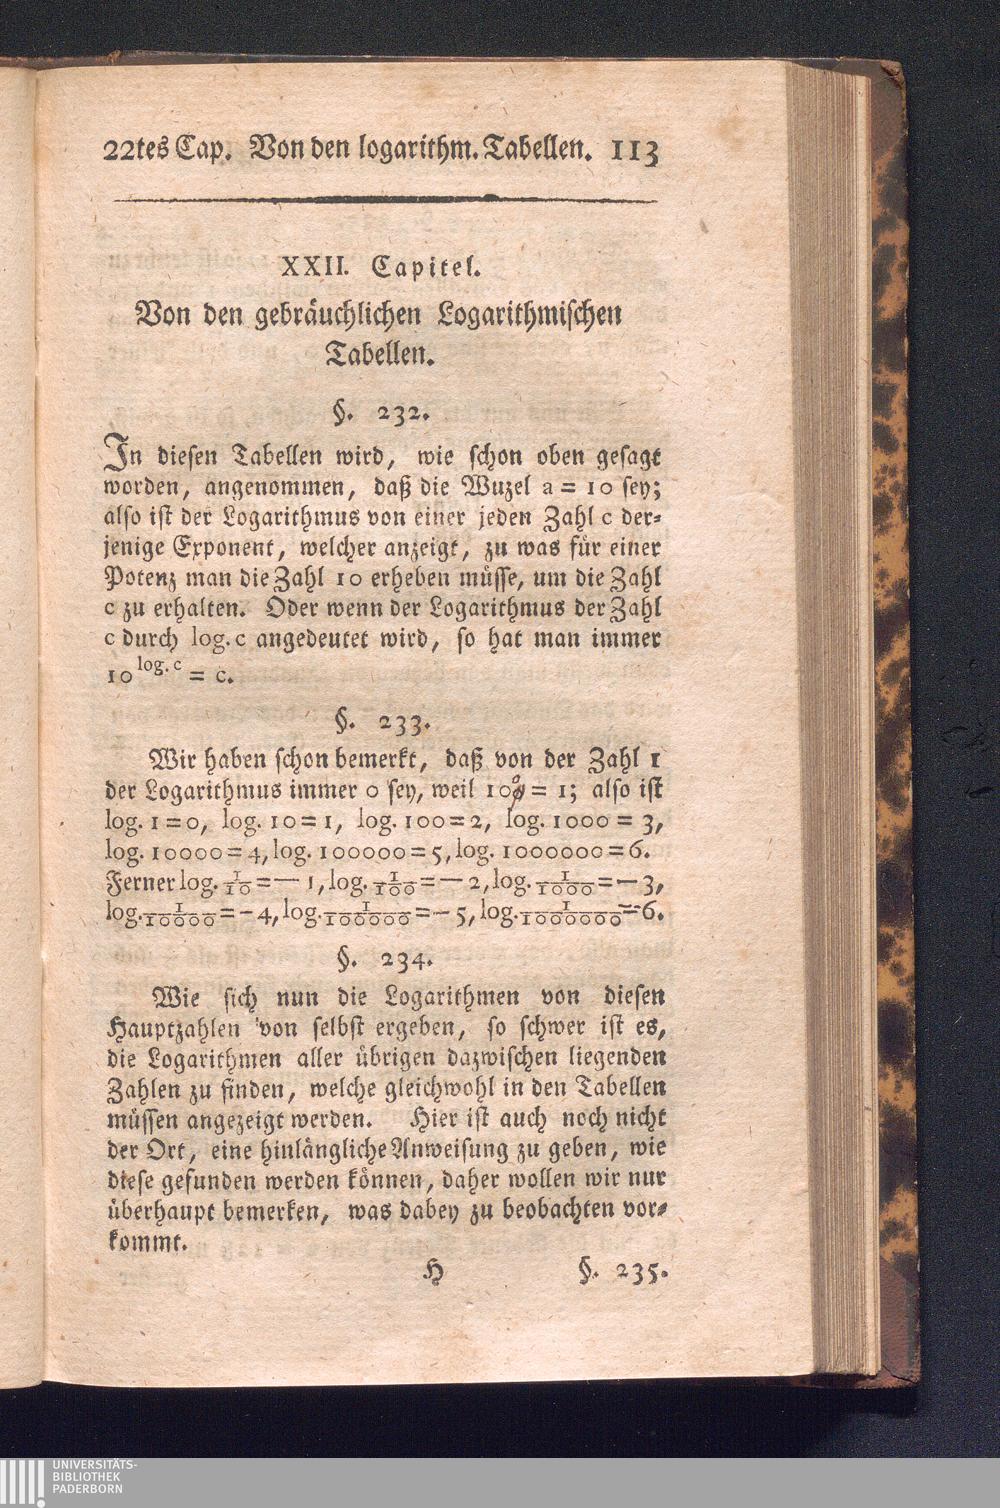 22tes Cap. Von den logarithm. Tabellen. 113
XXII. Capitel.
Von den gebräuchlichen Logarithmischen
Tabellen.
§. 232.
In diesen Tabellen wird, wie schon oben gesagt
worden, angenommen, daß die Wuzel a = 10 sey;
also ist der Logarithmus von einer jeden Zahl c der-
jenige Exponent, welcher anzeigt, zu was für einer
Potenz man die Zahl 10 erheben müsse, um die Zahl
c zu erhalten. Oder wenn der Logarithmus der Zahl
c durch log. c angedeutet wird, so hat man immer
10^{log. c} = c.
§. 233.
Wir haben schon bemerkt, daß von der Zahl 1
der Logarithmus immer 0 sey, weil 10⁰ = 1; also ist
log. 1 = 0, log. 10 = 1, log. 100 = 2, log. 1000 = 3,
log. 10000 = 4, log. 100000 = 5, log. 1000000 = 6.
Ferner log. 1/10 = — 1, log. 1/100 = — 2, log. 1/1000 = — 3,
log. 1/10000 = — 4, log. 1/100000 = — 5, log. 1/1000000 = — 6.
§. 234.
Wie sich nun die Logarithmen von diesen
Hauptzahlen von selbst ergeben, so schwer ist es,
die Logarithmen aller übrigen dazwischen liegenden
Zahlen zu finden, welche gleichwohl in den Tabellen
müssen angezeigt werden. Hier ist auch noch nicht
der Ort, eine hinlängliche Anweisung zu geben, wie
diese gefunden werden können, daher wollen wir nur
überhaupt bemerken, was dabey zu beobachten vor-
kommt.
H §. 235.
UNIVERSITÄTS-
BIBLIOTHEK
PADERBORN